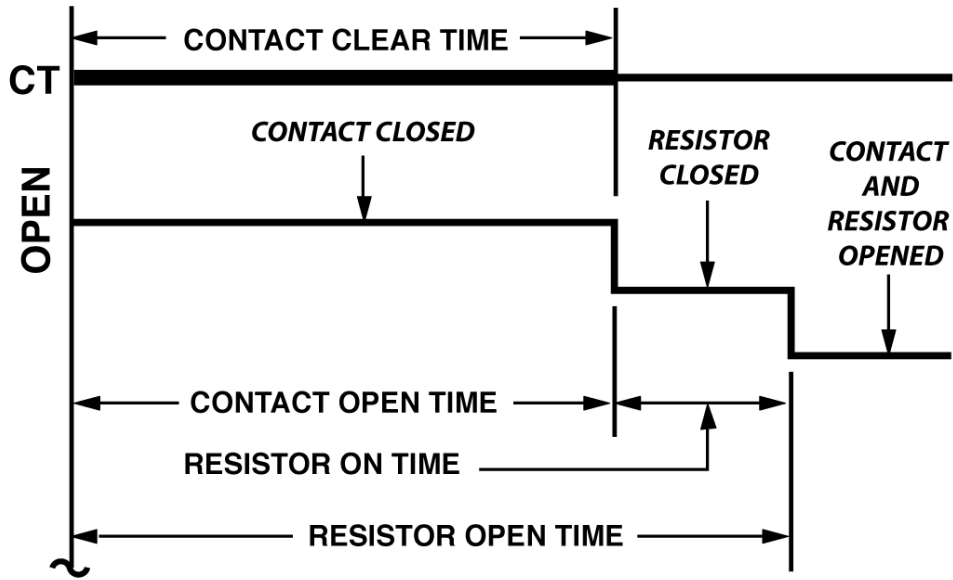 CONTACT CLEAR TIME
CT
CONTACT CLOSED
RESISTOR
CLOSED
CONTACT
AND
RESISTOR
OPENED
OPEN
CONTACT OPEN TIME
RESISTOR ON TIME
RESISTOR OPEN TIME